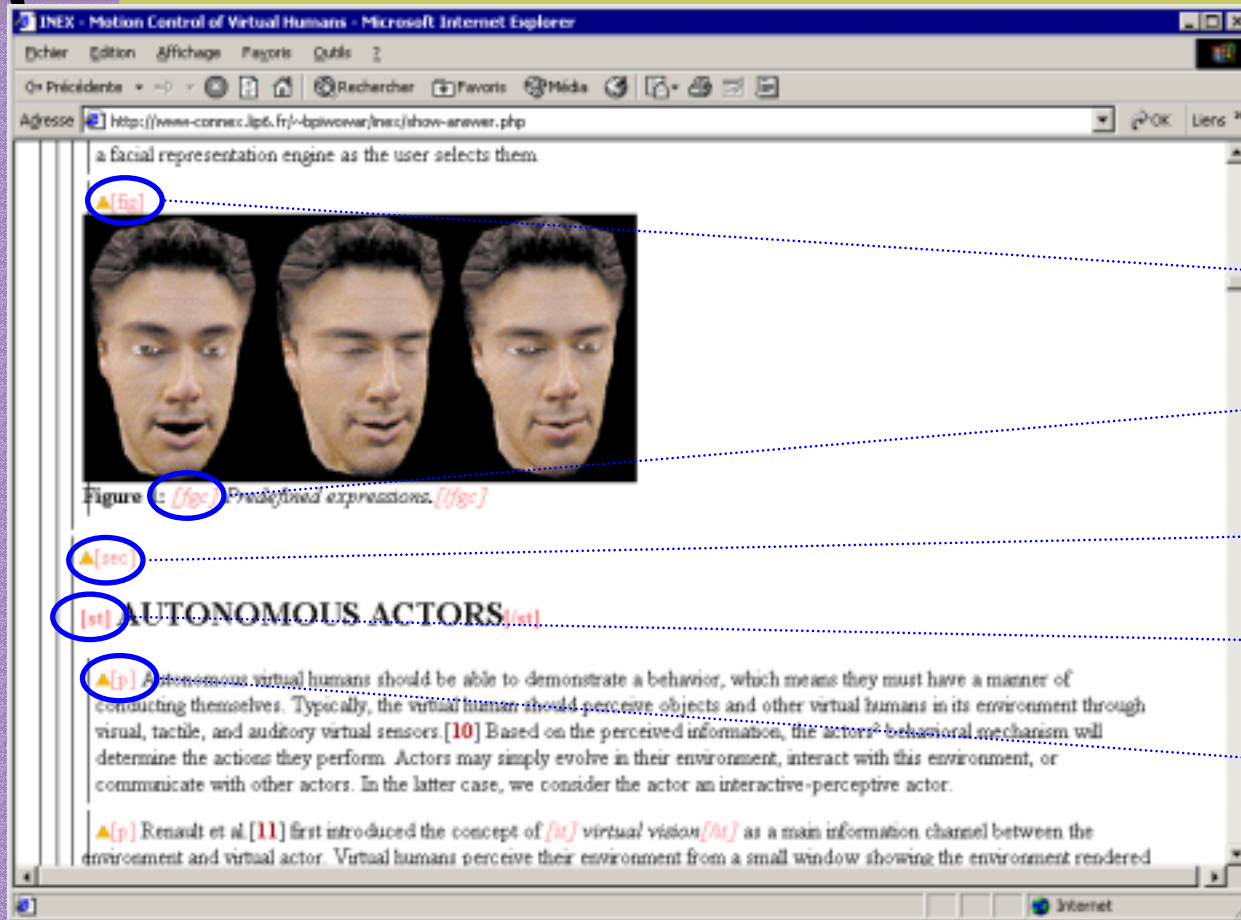 INEX - Motion Control of Virtual Humans - Microsoft Internet Explorer
Fichier Edition Affichage Favoris Outils ?
Précédente Rechercher Favoris Média
Adresse http://www-connex.lip6.fr/~bpiwowar/inex/show-answer.php OK Liens »
a facial representation engine as the user selects them
[fig]
Figure 1: [fgc] Predefined expressions.[/fgc]
[sec]
[st] AUTONOMOUS ACTORS[/st]
[p] Autonomous virtual humans should be able to demonstrate a behavior, which means they must have a manner of
conducting themselves. Typically, the virtual human should perceive objects and other virtual humans in its environment through
visual, tactile, and auditory virtual sensors.[10] Based on the perceived information, the actors' behavioral mechanism will
determine the actions they perform. Actors may simply evolve in their environment, interact with this environment, or
communicate with other actors. In the latter case, we consider the actor an interactive-perceptive actor.
[p] Renault et al.[11] first introduced the concept of [it] virtual vision[/it] as a main information channel between the
environment and virtual actor. Virtual humans perceive their environment from a small window showing the environment rendered
Internet